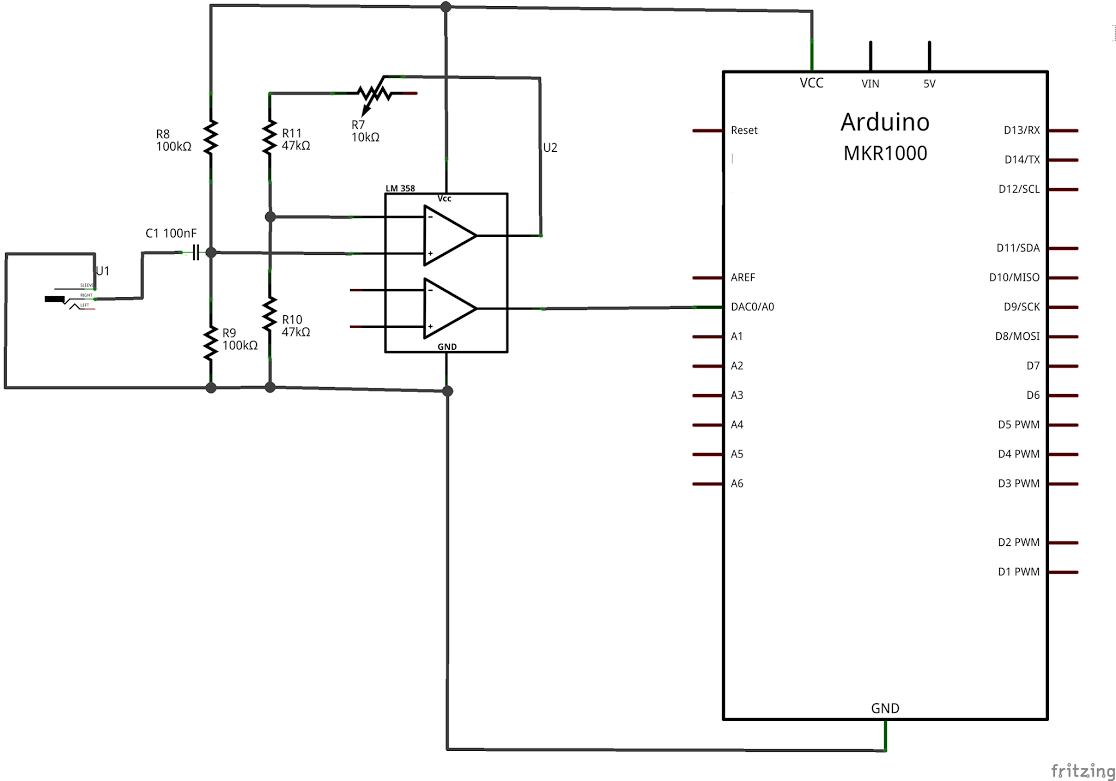 VCC
VIN
5V
Arduino
MKR1000
Reset
D13/RX
D14/TX
D12/SCL
D11/SDA
AREF
D10/MISO
DAC0/A0
D9/SCK
A1
D8/MOSI
A2
D7
A3
D6
A4
D5 PWM
A5
D4 PWM
A6
D3 PWM
D2 PWM
D1 PWM
GND
R8
100kΩ
R11
47kΩ
R7
10kΩ
U2
LM 358
Vcc
−
+
−
+
GND
C1 100nF
U1
SLEEVE
RIGHT
LEFT
R9
100kΩ
R10
47kΩ
fritzing